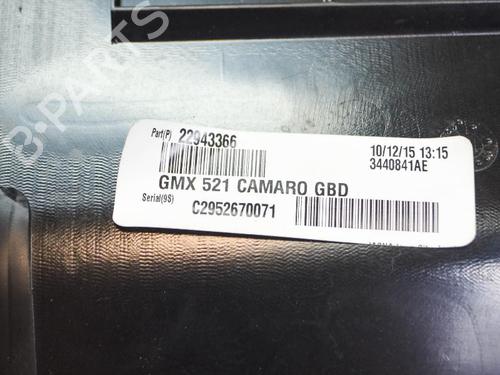 B-PARTS
Part(P) 22943366
10/12/15 13:15
3440841AE
GMX 521 CAMARO GBD
Serial(9S) C2952670071